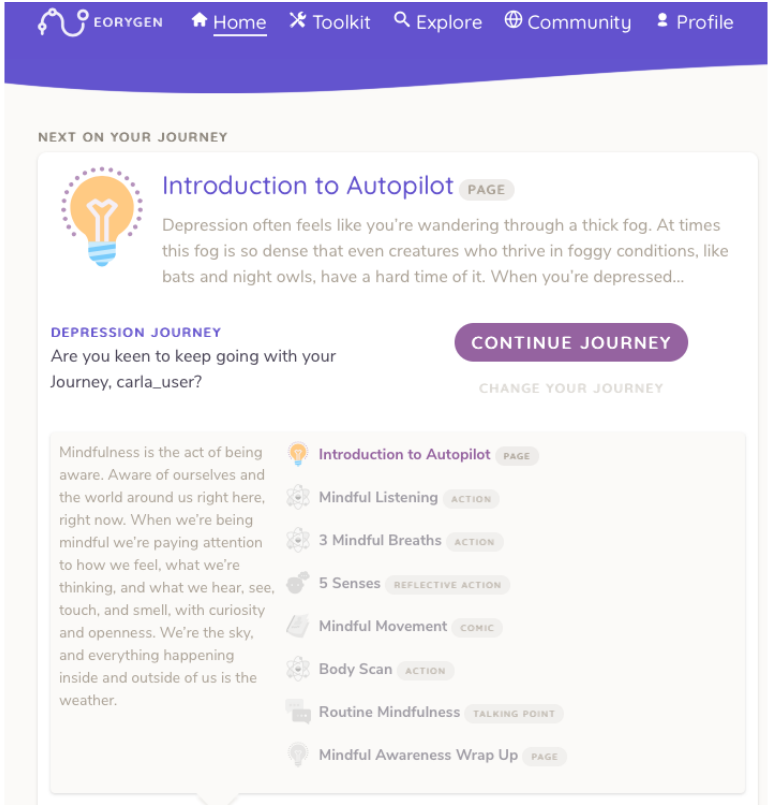 EORYGEN Home Toolkit Explore Community Profile
NEXT ON YOUR JOURNEY
Introduction to Autopilot PAGE
Depression often feels like you're wandering through a thick fog. At times
this fog is so dense that even creatures who thrive in foggy conditions, like
bats and night owls, have a hard time of it. When you're depressed...
DEPRESSION JOURNEY
Are you keen to keep going with your
Journey, carla_user?
CONTINUE JOURNEY
CHANGE YOUR JOURNEY
Mindfulness is the act of being
aware. Aware of ourselves and
the world around us right here,
right now. When we're being
mindful we're paying attention
to how we feel, what we're
thinking, and what we hear, see,
touch, and smell, with curiosity
and openness. We're the sky,
and everything happening
inside and outside of us is the
weather.
Introduction to Autopilot PAGE
Mindful Listening ACTION
3 Mindful Breaths ACTION
5 Senses REFLECTIVE ACTION
Mindful Movement COMIC
Body Scan ACTION
Routine Mindfulness TALKING POINT
Mindful Awareness Wrap Up PAGE